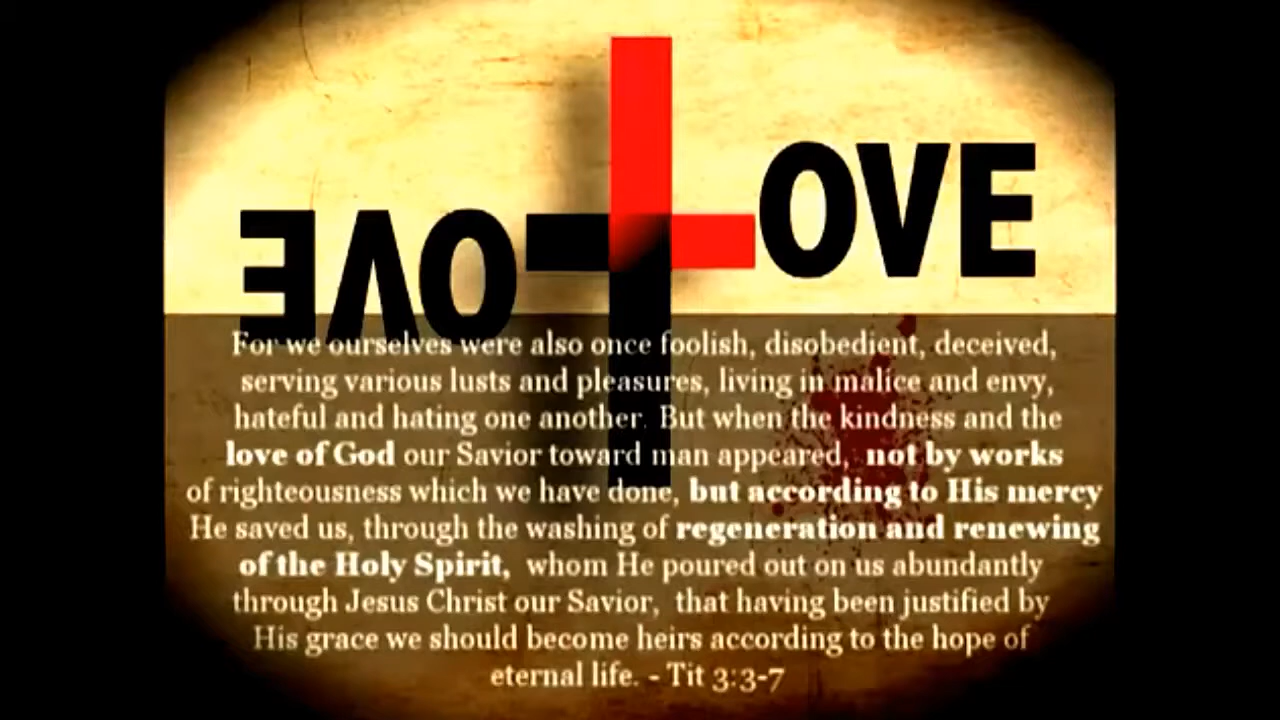 LOVE
LOVE
For we ourselves were also once foolish, disobedient, deceived,
serving various lusts and pleasures, living in malice and envy,
hateful and hating one another. But when the kindness and the
love of God our Savior toward man appeared, not by works
of righteousness which we have done, but according to His mercy
He saved us, through the washing of regeneration and renewing
of the Holy Spirit, whom He poured out on us abundantly
through Jesus Christ our Savior, that having been justified by
His grace we should become heirs according to the hope of
eternal life. - Tit 3:3-7